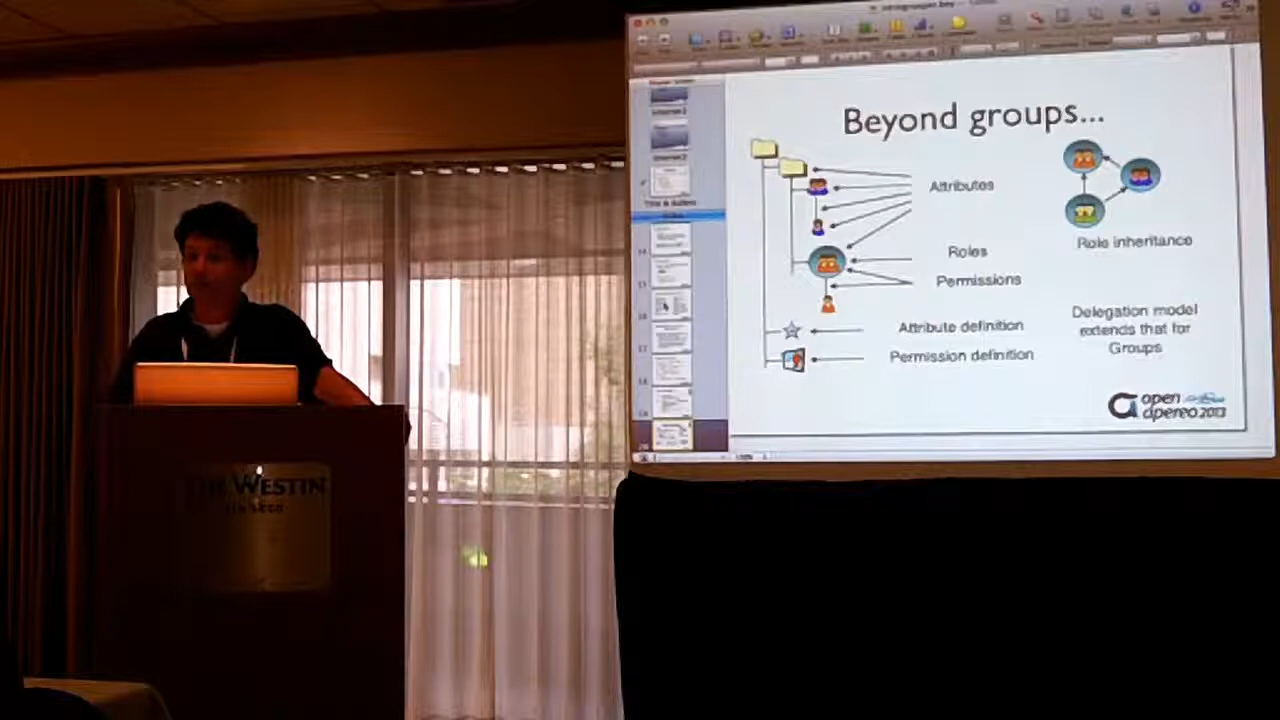 Beyond groups...
Attributes
Roles
Permissions
Attribute definition
Permission definition
Role inheritance
Delegation model
extends that for
Groups
open
apereo 2013
THE WESTIN